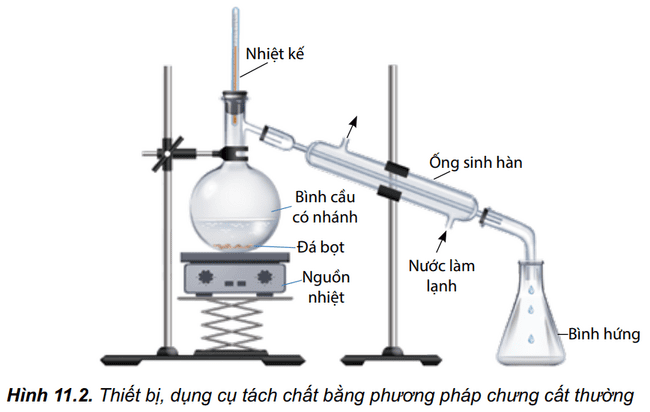 Nhiệt kế
Ống sinh hàn
Bình cầu
có nhánh
Đá bọt
Nguồn
nhiệt
Nước làm
lạnh
Bình hứng
Hình 11.2. Thiết bị, dụng cụ tách chất bằng phương pháp chưng cất thường